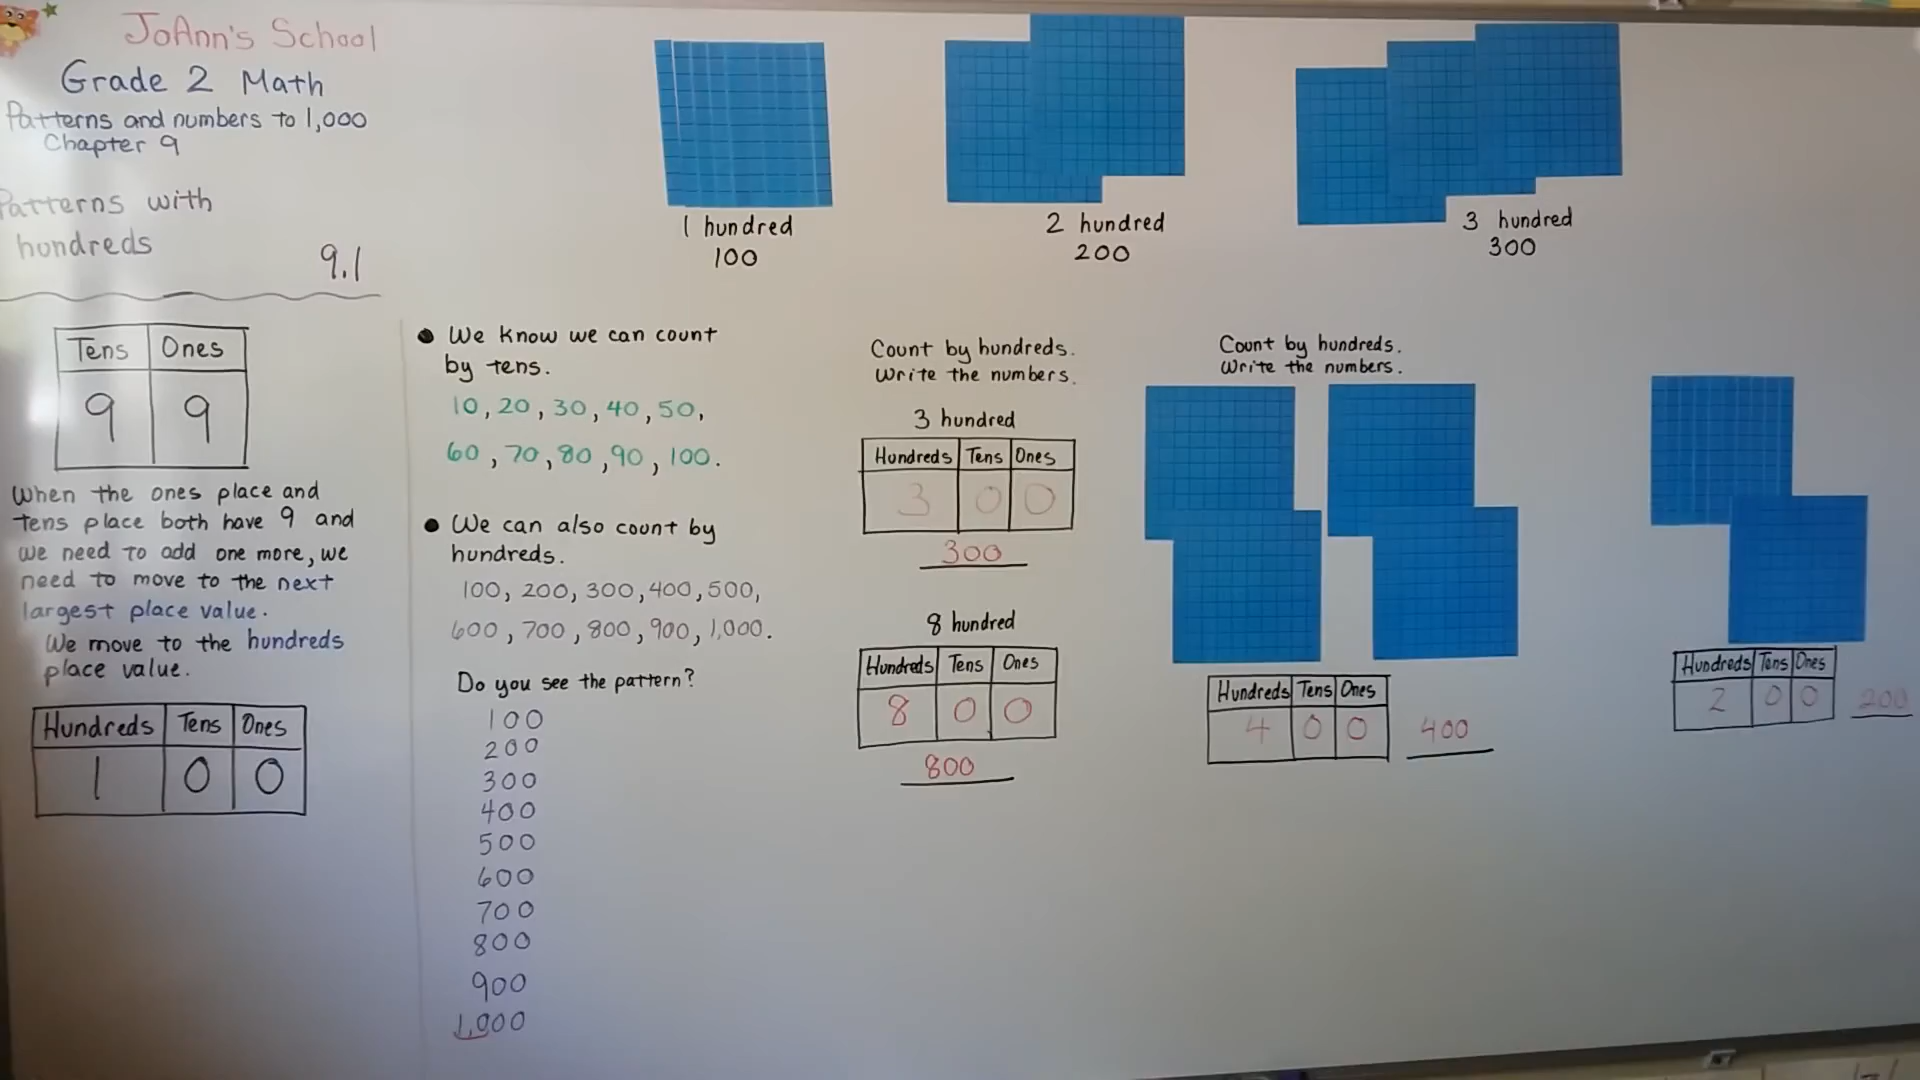 JoAnn's School
Grade 2 Math
Patterns and numbers to 1,000
Chapter 9
Patterns with
hundreds
9.1
1 hundred
100
2 hundred
200
3 hundred
300
Tens Ones
9 9
When the ones place and
tens place both have 9 and
we need to add one more, we
need to move to the next
largest place value.
We move to the hundreds
place value.
Hundreds Tens Ones
1 0 0
● We know we can count
by tens.
10, 20, 30, 40, 50,
60, 70, 80, 90, 100.
● We can also count by
hundreds.
100, 200, 300, 400, 500,
600, 700, 800, 900, 1,000.
Do you see the pattern?
100
200
300
400
500
600
700
800
900
1,000
Count by hundreds.
Write the numbers.
3 hundred
Hundreds Tens Ones
3 0 0
300
8 hundred
Hundreds Tens Ones
8 0 0
800
Count by hundreds.
Write the numbers.
Hundreds Tens Ones
4 0 0 400
Hundreds Tens Ones
2 0 0 200